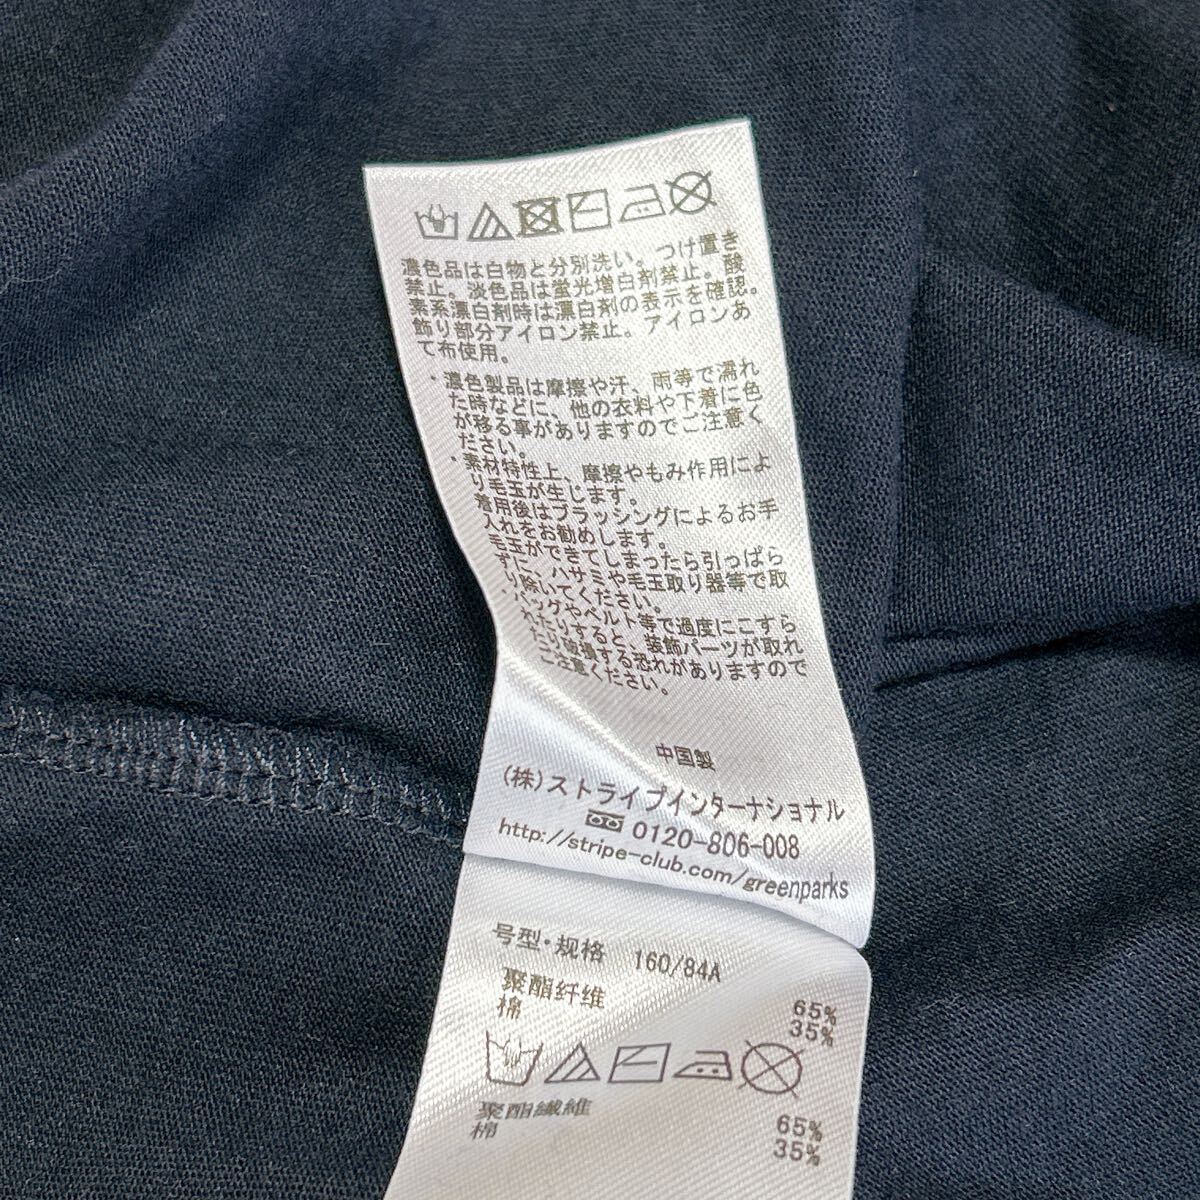 濃色品は白物と分別洗い。つけ置き
禁止。淡色品は蛍光増白剤禁止。酸
素系漂白剤時は漂白剤の表示を確認。
飾り部分アイロン禁止。アイロンあ
て布使用。
・濃色製品は摩擦や汗、雨等で濡れ
た時などに、他の衣料や下着に色
が移る事がありますのでご注意く
ださい。
・素材特性上、摩擦やもみ作用によ
り毛玉が生じます。
着用後はブラッシングによるお手
入れをお勧めします。
毛玉ができてしまったら引っぱら
ずに、ハサミや毛玉取り器等で取
り除いてください。
・バッグやベルト等で過度にこすら
れたりすると、装飾パーツが取れ
たり破損する恐れがありますので
ご注意ください。
中国製
(株)ストライプインターナショナル
0120-806-008
http://stripe-club.com/greenparks
号型・规格 160/84A
聚酯纤维 65%
棉 35%
聚酯纖維 65%
棉 35%